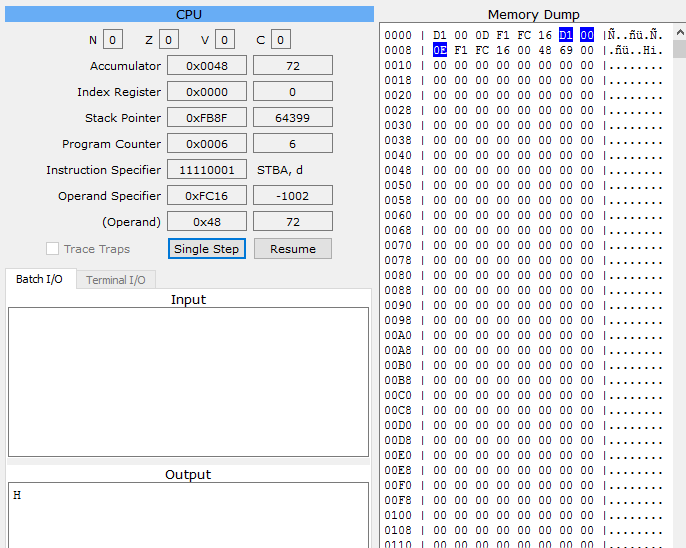 CPU
N 0 Z 0 V 0 C 0
Accumulator 0x0048 72
Index Register 0x0000 0
Stack Pointer 0xFB8F 64399
Program Counter 0x0006 6
Instruction Specifier 11110001 STBA, d
Operand Specifier 0xFC16 -1002
(Operand) 0x48 72
Trace Traps Single Step Resume
Batch I/O Terminal I/O
Input
Output
H
Memory Dump
0000 | D1 00 0D F1 FC 16 D1 00 |Ñ..ñü.Ñ.
0008 | 0E F1 FC 16 00 48 69 00 |.ñü..Hi.
0010 | 00 00 00 00 00 00 00 00 |........
0018 | 00 00 00 00 00 00 00 00 |........
0020 | 00 00 00 00 00 00 00 00 |........
0028 | 00 00 00 00 00 00 00 00 |........
0030 | 00 00 00 00 00 00 00 00 |........
0038 | 00 00 00 00 00 00 00 00 |........
0040 | 00 00 00 00 00 00 00 00 |........
0048 | 00 00 00 00 00 00 00 00 |........
0050 | 00 00 00 00 00 00 00 00 |........
0058 | 00 00 00 00 00 00 00 00 |........
0060 | 00 00 00 00 00 00 00 00 |........
0068 | 00 00 00 00 00 00 00 00 |........
0070 | 00 00 00 00 00 00 00 00 |........
0078 | 00 00 00 00 00 00 00 00 |........
0080 | 00 00 00 00 00 00 00 00 |........
0088 | 00 00 00 00 00 00 00 00 |........
0090 | 00 00 00 00 00 00 00 00 |........
0098 | 00 00 00 00 00 00 00 00 |........
00A0 | 00 00 00 00 00 00 00 00 |........
00A8 | 00 00 00 00 00 00 00 00 |........
00B0 | 00 00 00 00 00 00 00 00 |........
00B8 | 00 00 00 00 00 00 00 00 |........
00C0 | 00 00 00 00 00 00 00 00 |........
00C8 | 00 00 00 00 00 00 00 00 |........
00D0 | 00 00 00 00 00 00 00 00 |........
00D8 | 00 00 00 00 00 00 00 00 |........
00E0 | 00 00 00 00 00 00 00 00 |........
00E8 | 00 00 00 00 00 00 00 00 |........
00F0 | 00 00 00 00 00 00 00 00 |........
00F8 | 00 00 00 00 00 00 00 00 |........
0100 | 00 00 00 00 00 00 00 00 |........
0108 | 00 00 00 00 00 00 00 00 |........
0110 | 00 00 00 00 00 00 00 00 |........